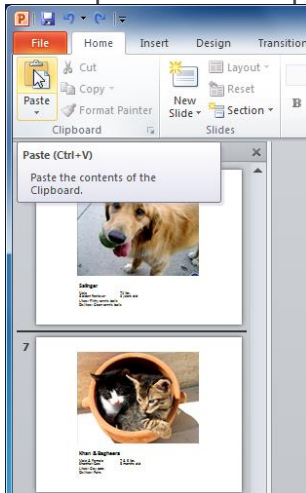 P
File Home Insert Design Transition
Paste
Cut
Copy
Format Painter
Clipboard
New
Slide
Layout
Reset
Section
Slides
B
Paste (Ctrl+V)
Paste the contents of the
Clipboard.
Salinger
7
Khan & Bagheera